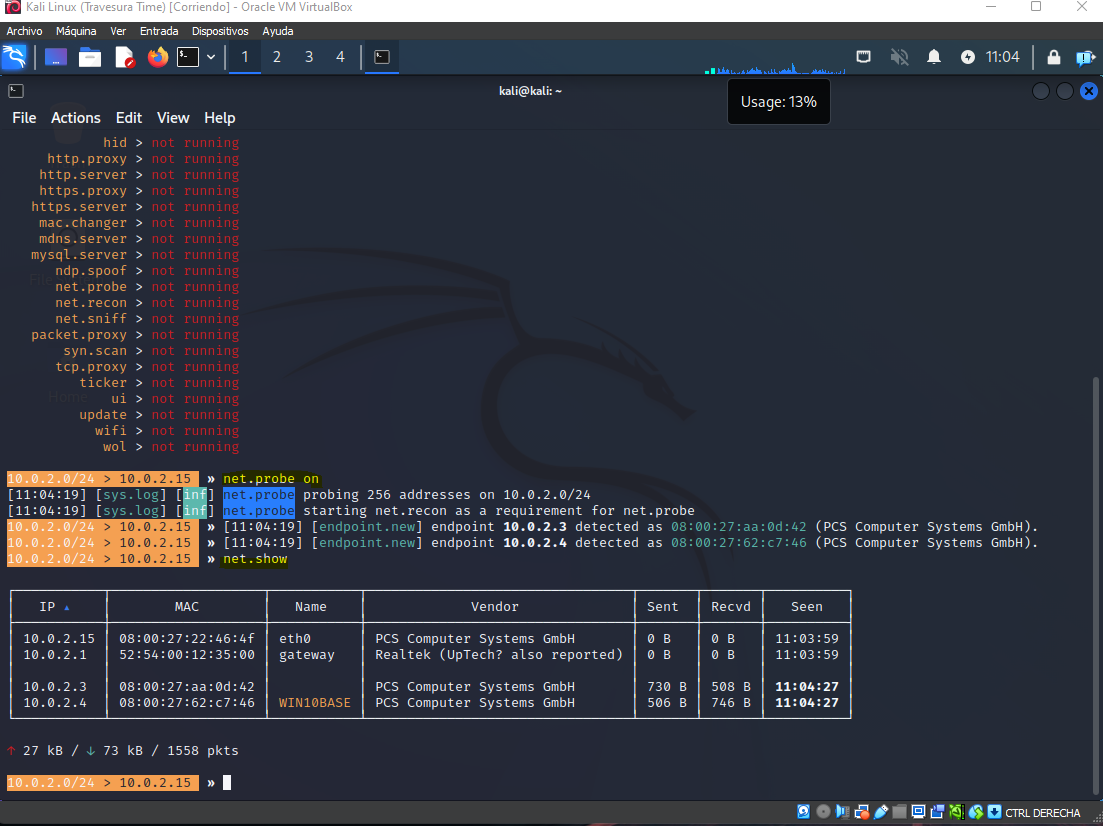 Kali Linux (Travesura Time) [Corriendo] - Oracle VM VirtualBox
Archivo Máquina Ver Entrada Dispositivos Ayuda
1 2 3 4 11:04
kali@kali: ~
Usage: 13%
File Actions Edit View Help
hid > not running
http.proxy > not running
http.server > not running
https.proxy > not running
https.server > not running
mac.changer > not running
mdns.server > not running
mysql.server > not running
ndp.spoof > not running
net.probe > not running
net.recon > not running
net.sniff > not running
packet.proxy > not running
syn.scan > not running
tcp.proxy > not running
ticker > not running
Home
ui > not running
update > not running
wifi > not running
wol > not running
10.0.2.0/24 > 10.0.2.15 » net.probe on
[11:04:19] [sys.log] [inf] net.probe probing 256 addresses on 10.0.2.0/24
[11:04:19] [sys.log] [inf] net.probe starting net.recon as a requirement for net.probe
10.0.2.0/24 > 10.0.2.15 » [11:04:19] [endpoint.new] endpoint 10.0.2.3 detected as 08:00:27:aa:0d:42 (PCS Computer Systems GmbH).
10.0.2.0/24 > 10.0.2.15 » [11:04:19] [endpoint.new] endpoint 10.0.2.4 detected as 08:00:27:62:c7:46 (PCS Computer Systems GmbH).
10.0.2.0/24 > 10.0.2.15 » net.show
IP ▴ MAC Name Vendor Sent Recvd Seen
10.0.2.15 08:00:27:22:46:4f eth0 PCS Computer Systems GmbH 0 B 0 B 11:03:59
10.0.2.1 52:54:00:12:35:00 gateway Realtek (UpTech? also reported) 0 B 0 B 11:03:59
10.0.2.3 08:00:27:aa:0d:42 PCS Computer Systems GmbH 730 B 508 B 11:04:27
10.0.2.4 08:00:27:62:c7:46 WIN10BASE PCS Computer Systems GmbH 506 B 746 B 11:04:27
↑ 27 kB / ↓ 73 kB / 1558 pkts
10.0.2.0/24 > 10.0.2.15 »
CTRL DERECHA